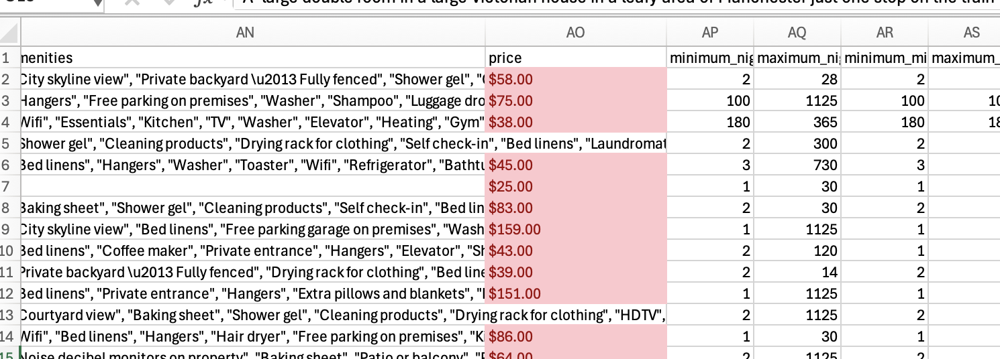 A large double room in a large Victorian house in a leafy area of Manchester just one stop on the train
AN AO AP AQ AR AS
1 menities price minimum_nig maximum_ni minimum_mi maximum_
2 City skyline view", "Private backyard \u2013 Fully fenced", "Shower gel", " $58.00 2 28 2
3 Hangers", "Free parking on premises", "Washer", "Shampoo", "Luggage dro $75.00 100 1125 100 10
4 Wifi", "Essentials", "Kitchen", "TV", "Washer", "Elevator", "Heating", "Gym" $38.00 180 365 180 18
5 Shower gel", "Cleaning products", "Drying rack for clothing", "Self check-in", "Bed linens", "Laundromat 2 300 2
6 Bed linens", "Hangers", "Washer", "Toaster", "Wifi", "Refrigerator", "Batht $45.00 3 730 3
7 $25.00 1 30 1
8 Baking sheet", "Shower gel", "Cleaning products", "Self check-in", "Bed lin $83.00 2 30 2
9 City skyline view", "Bed linens", "Free parking garage on premises", "Wash $159.00 1 1125 1
10 Bed linens", "Coffee maker", "Private entrance", "Hangers", "Elevator", "Sh $43.00 2 120 1
11 Private backyard \u2013 Fully fenced", "Drying rack for clothing", "Bed line $39.00 2 14 2
12 Bed linens", "Private entrance", "Hangers", "Extra pillows and blankets", " $151.00 1 1125 1
13 Courtyard view", "Baking sheet", "Shower gel", "Cleaning products", "Drying rack for clothing", "HDTV", 2 1125 2
14 Wifi", "Bed linens", "Hangers", "Hair dryer", "Free parking on premises", "Ki $86.00 1 30 1
15 Noise decibel monitors on property", "Baking sheet", "Patio or balcony", " $64.00 2 1125 2